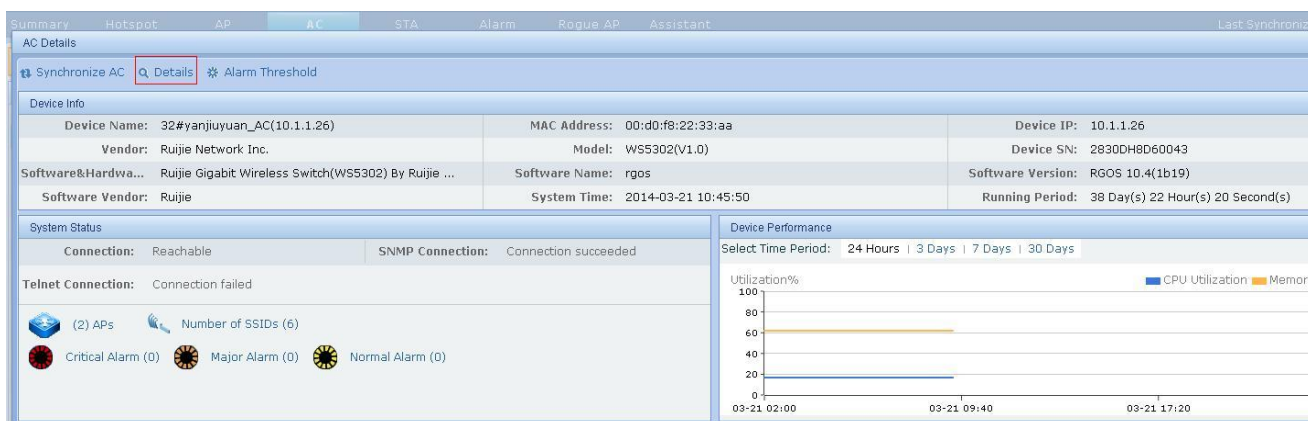 Summary Hotspot AP AC STA Alarm Rogue AP Assistant Last Synchroniz
AC Details
Synchronize AC Details Alarm Threshold
Device Info
Device Name: 32#yanjiuyuan_AC(10.1.1.26) MAC Address: 00:d0:f8:22:33:aa Device IP: 10.1.1.26
Vendor: Ruijie Network Inc. Model: WS5302(V1.0) Device SN: 2830DH8D60043
Software&Hardwa... Ruijie Gigabit Wireless Switch(WS5302) By Ruijie ... Software Name: rgos Software Version: RGOS 10.4(1b19)
Software Vendor: Ruijie System Time: 2014-03-21 10:45:50 Running Period: 38 Day(s) 22 Hour(s) 20 Second(s)
System Status Device Performance
Connection: Reachable SNMP Connection: Connection succeeded Select Time Period: 24 Hours | 3 Days | 7 Days | 30 Days
Telnet Connection: Connection failed
Utilization% CPU Utilization Memor
100
80
(2) APs Number of SSIDs (6)
60
Critical Alarm (0) Major Alarm (0) Normal Alarm (0)
40
20
0
03-21 02:00 03-21 09:40 03-21 17:20